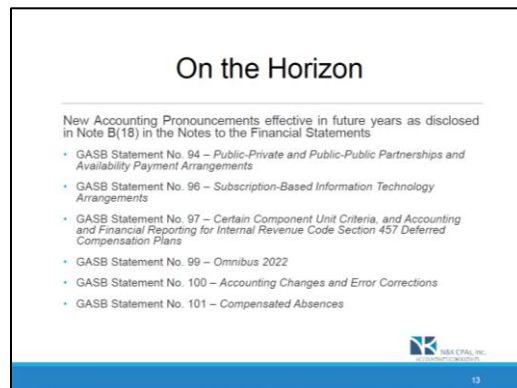 On the Horizon
New Accounting Pronouncements effective in future years as disclosed
in Note B(18) in the Notes to the Financial Statements
• GASB Statement No. 94 – Public-Private and Public-Public Partnerships and
Availability Payment Arrangements
• GASB Statement No. 96 – Subscription-Based Information Technology
Arrangements
• GASB Statement No. 97 – Certain Component Unit Criteria, and Accounting
and Financial Reporting for Internal Revenue Code Section 457 Deferred
Compensation Plans
• GASB Statement No. 99 – Omnibus 2022
• GASB Statement No. 100 – Accounting Changes and Error Corrections
• GASB Statement No. 101 – Compensated Absences
N&K CPAs, Inc.
ACCOUNTANTS|CONSULTANTS
13